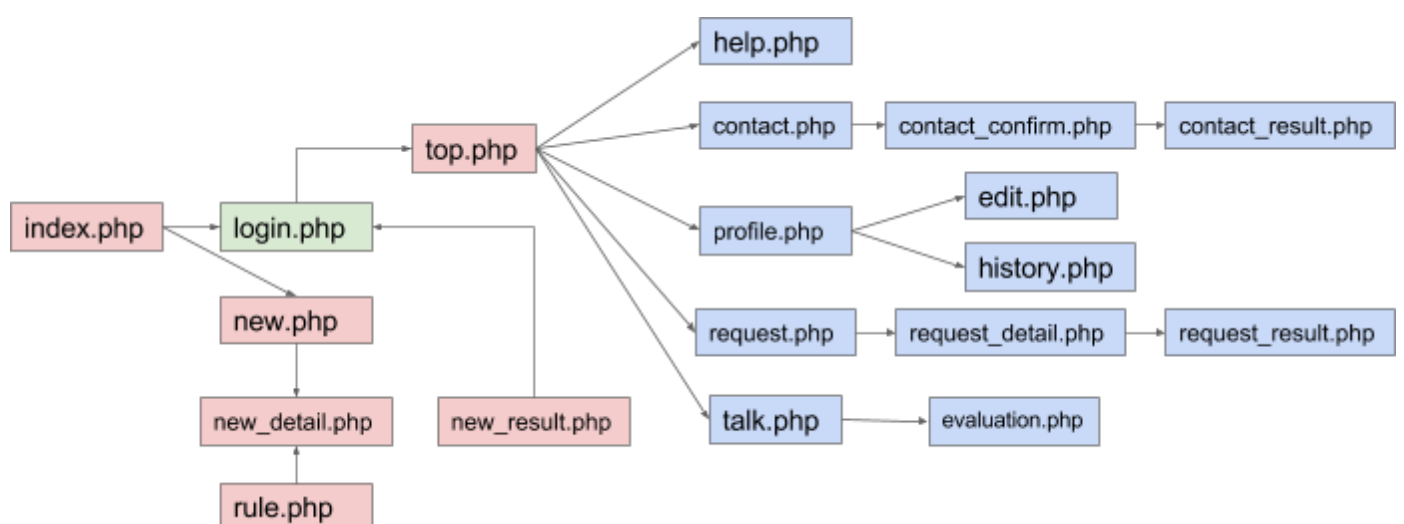 help.php
contact.php
contact_confirm.php
contact_result.php
top.php
edit.php
index.php
login.php
profile.php
history.php
new.php
request.php
request_detail.php
request_result.php
new_detail.php
new_result.php
talk.php
evaluation.php
rule.php